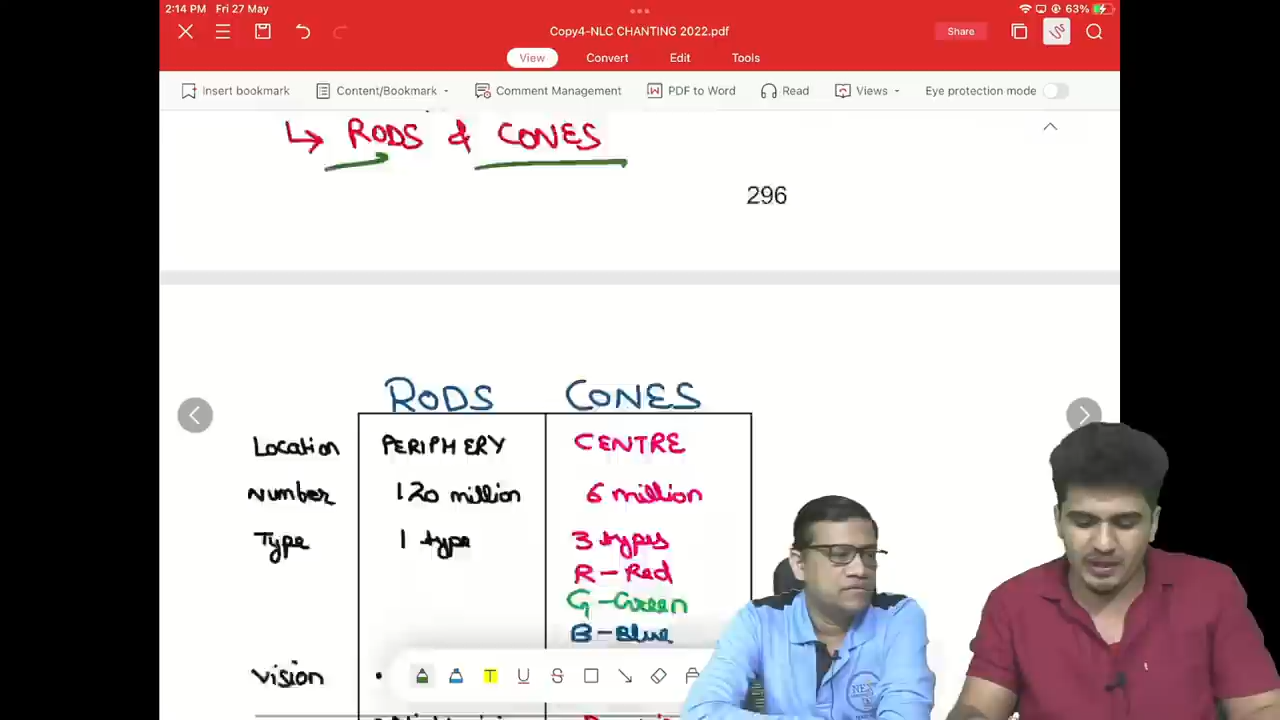 2:14 PM Fri 27 May 63%
Copy4-NLC CHANTING 2022.pdf Share
View Convert Edit Tools
Insert bookmark Content/Bookmark Comment Management PDF to Word Read Views Eye protection mode
↳ RODS & CONES
296
RODS CONES
Location PERIPHERY CENTRE
Number 120 million 6 million
Type 1 type 3 types
R - Red
G - Green
B - Blue
Vision •
T U S